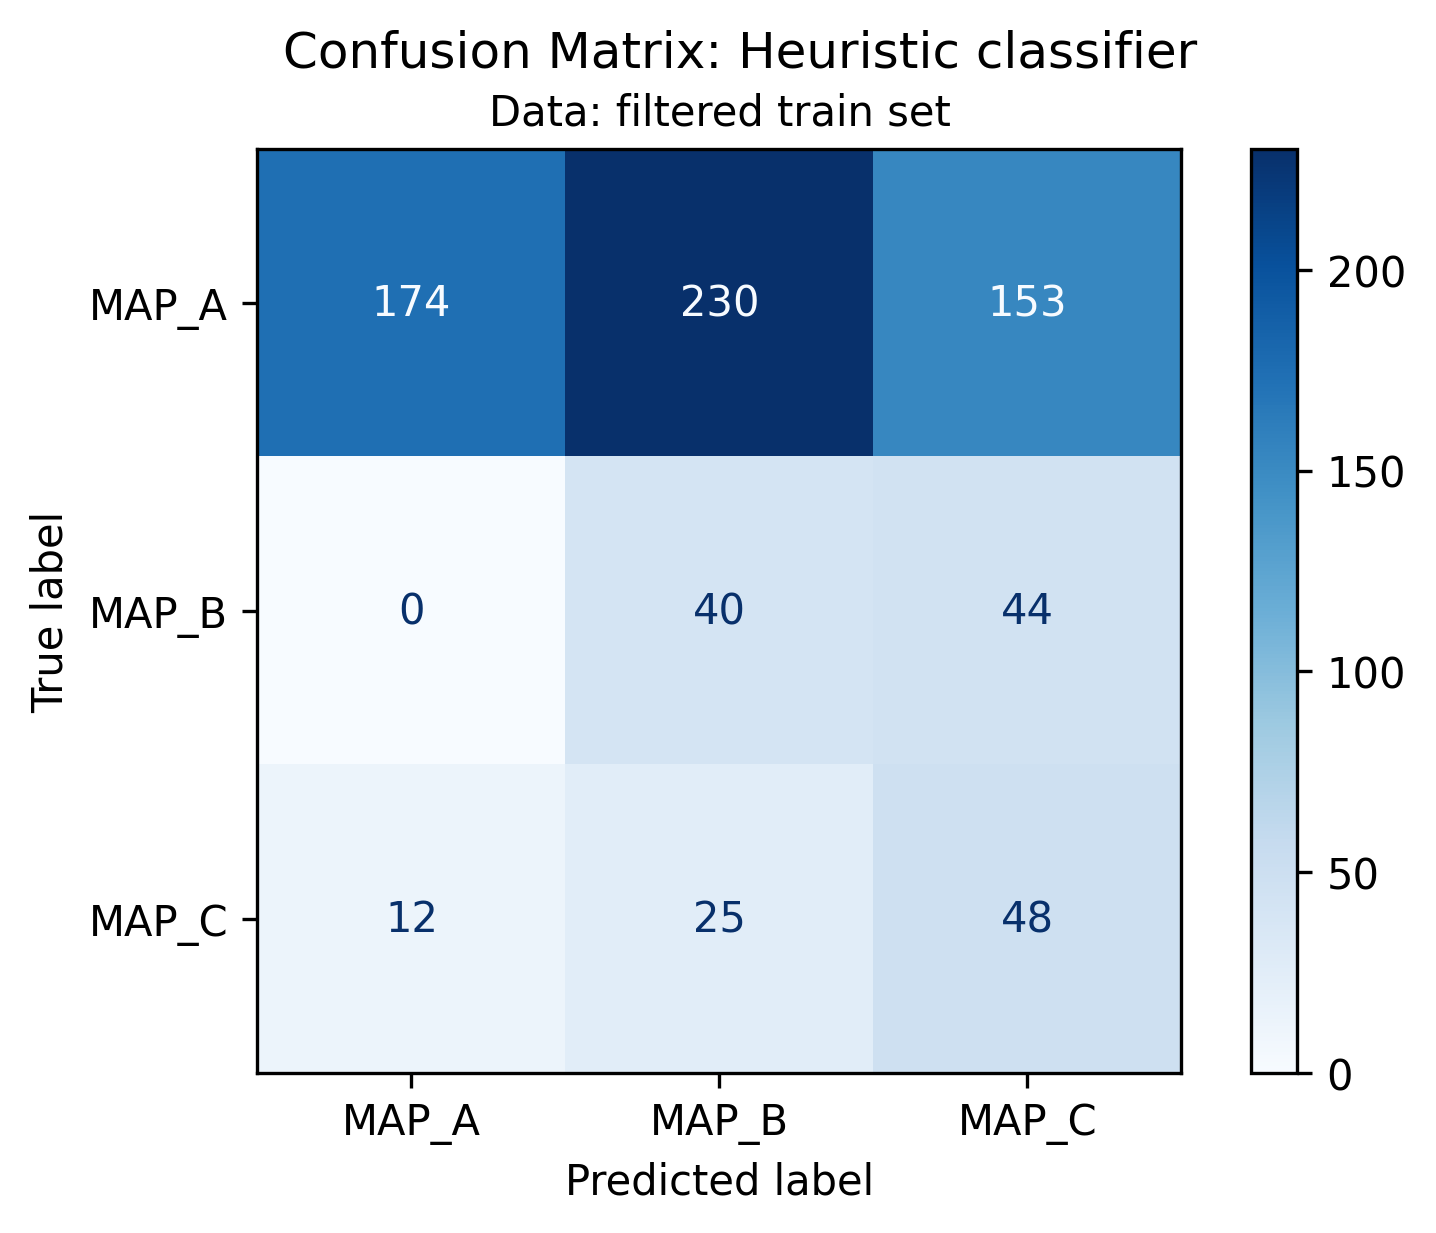 Confusion Matrix: Heuristic classifier
Data: filtered train set
True label
MAP_A 174 230 153
MAP_B 0 40 44
MAP_C 12 25 48
MAP_A MAP_B MAP_C
Predicted label
200
150
100
50
0